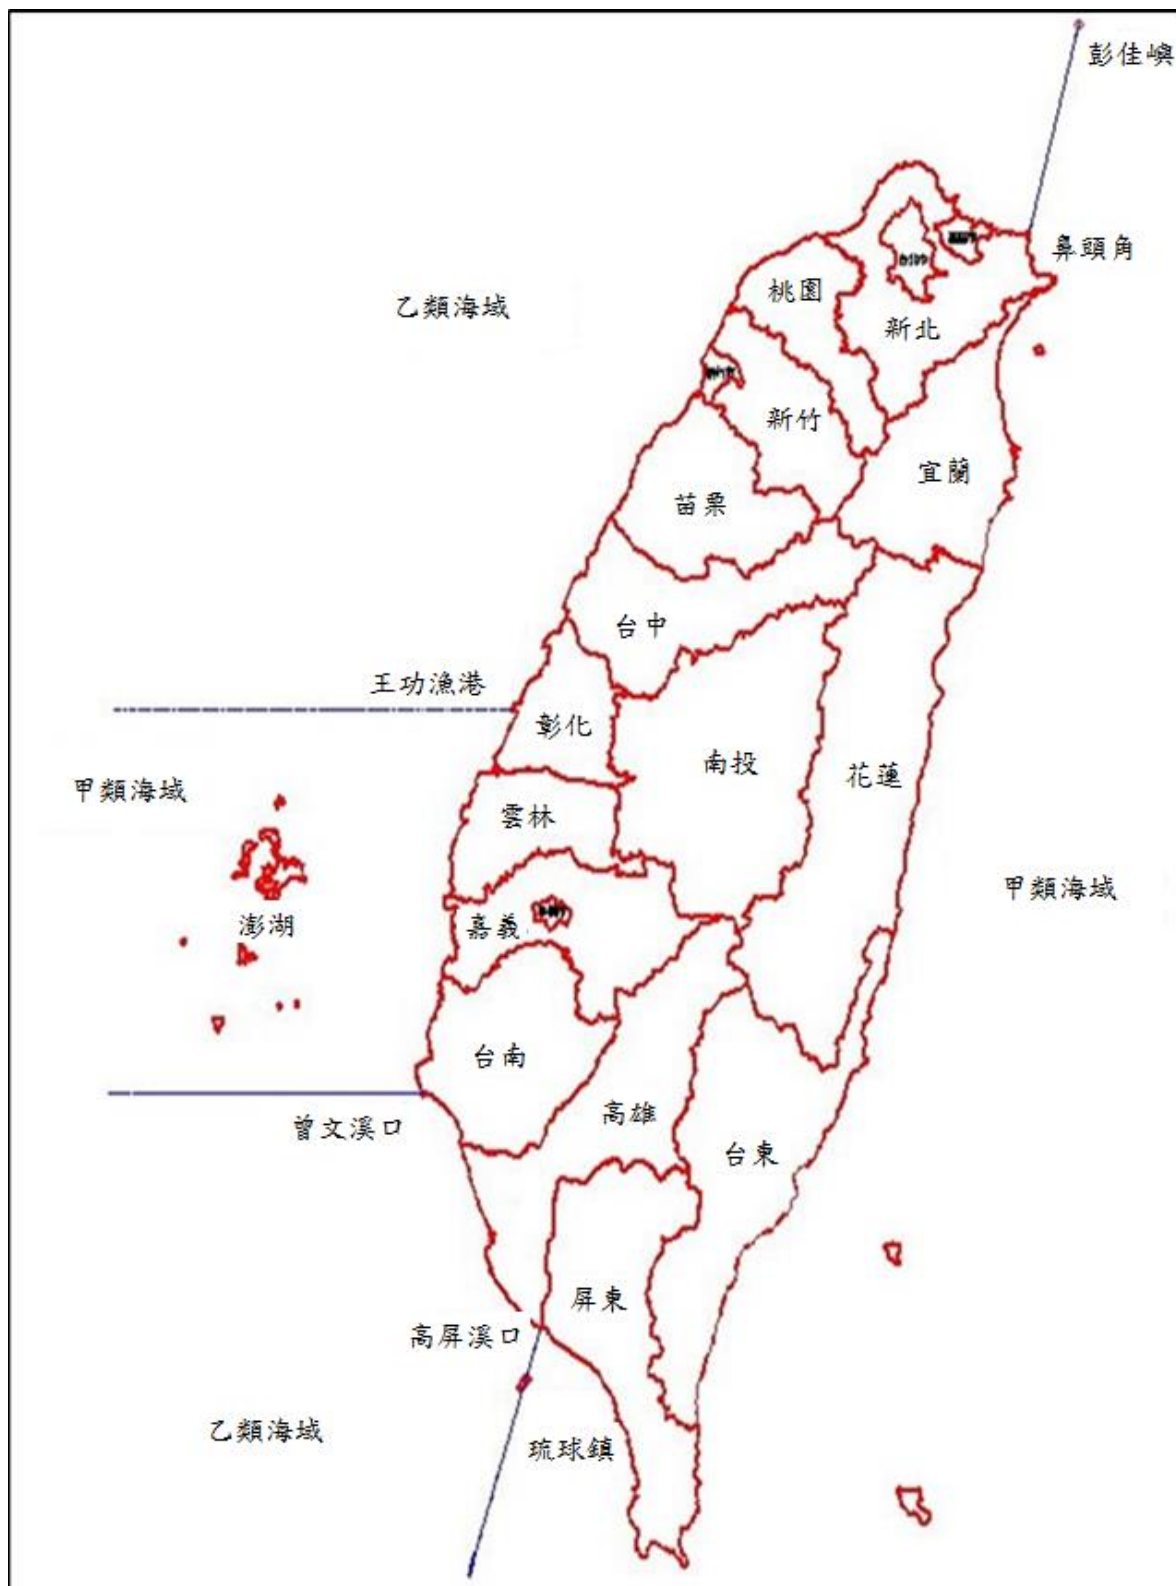 彭佳嶼
鼻頭角
桃園
乙類海域
新北
新竹
宜蘭
苗栗
台中
王功漁港
彰化
南投
花蓮
甲類海域
雲林
甲類海域
嘉義
澎湖
台南
高雄
曾文溪口
台東
屏東
高屏溪口
乙類海域
琉球鎮